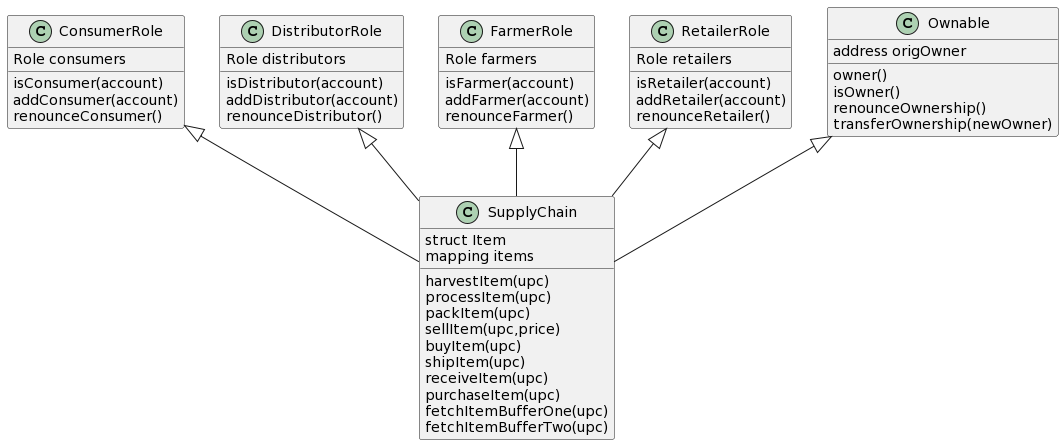 C ConsumerRole
Role consumers
isConsumer(account)
addConsumer(account)
renounceConsumer()
C DistributorRole
Role distributors
isDistributor(account)
addDistributor(account)
renounceDistributor()
C FarmerRole
Role farmers
isFarmer(account)
addFarmer(account)
renounceFarmer()
C RetailerRole
Role retailers
isRetailer(account)
addRetailer(account)
renounceRetailer()
C Ownable
address origOwner
owner()
isOwner()
renounceOwnership()
transferOwnership(newOwner)
C SupplyChain
struct Item
mapping items
harvestItem(upc)
processItem(upc)
packItem(upc)
sellItem(upc,price)
buyItem(upc)
shipItem(upc)
receiveItem(upc)
purchaseItem(upc)
fetchItemBufferOne(upc)
fetchItemBufferTwo(upc)